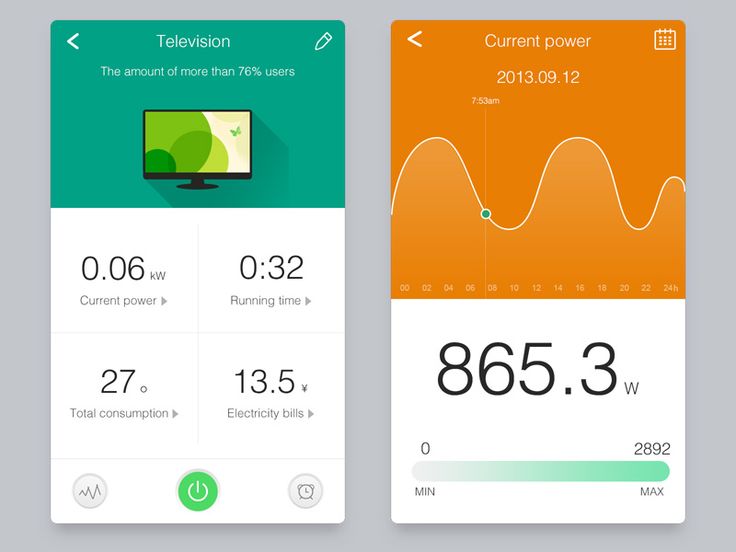 Television
The amount of more than 76% users
0.06 kW
Current power
0:32
Running time
27 °
Total consumption
13.5 ¥
Electricity bills
Current power
2013.09.12
7:53am
00 02 04 06 08 10 12 14 16 18 20 22 24h
865.3 W
0 2892
MIN MAX